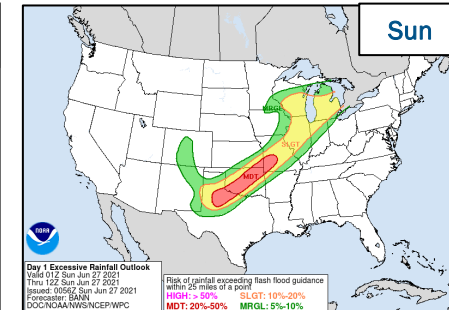 Sun
MRGL
SLGT
MDT
NOAA
Day 1 Excessive Rainfall Outlook
Valid 01Z Sun Jun 27 2021
Thru 12Z Sun Jun 27 2021
Issued: 0056Z Sun Jun 27 2021
Forecaster: BANN
DOC/NOAA/NWS/NCEP/WPC
Risk of rainfall exceeding flash flood guidance
within 25 miles of a point
HIGH: > 50% SLGT: 10%-20%
MDT: 20%-50% MRGL: 5%-10%